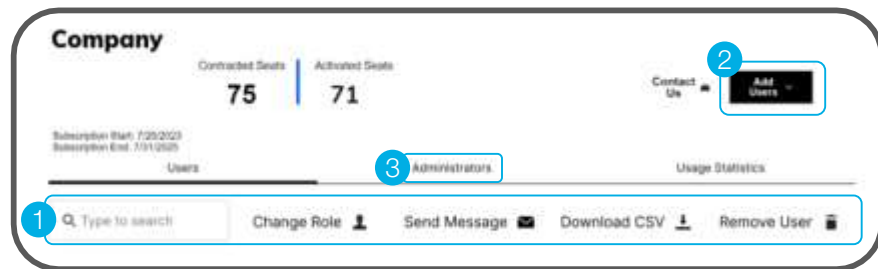 Company
Contracted Seats
Activated Seats
75
71
2
Contact Us
Add Users
Subscription Start: 7/20/2023
Subscription End: 7/31/2025
Users
3
Administrators
Usage Statistics
1
Type to search
Change Role
Send Message
Download CSV
Remove User